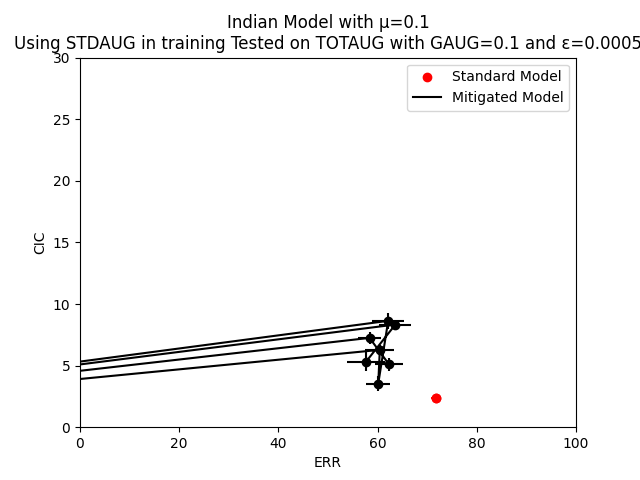 Indian Model with μ=0.1
Using STDAUG in training Tested on TOTAUG with GAUG=0.1 and ε=0.0005
30
25
20
15
10
5
0
CIC
Standard Model
Mitigated Model
0 20 40 60 80 100
ERR